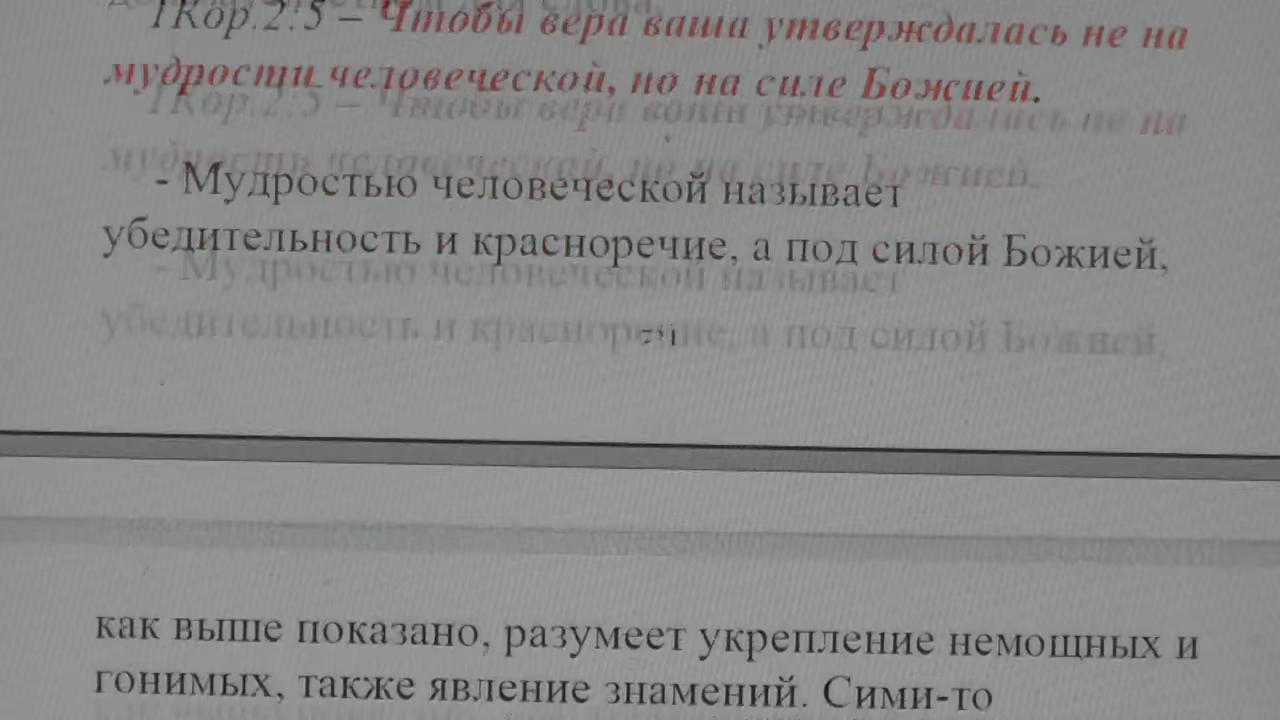 1Кор.2:5 – Чтобы вера ваша утверждалась не на
мудрости человеческой, но на силе Божией.
- Мудростью человеческой называет
убедительность и красноречие, а под силой Божией,
как выше показано, разумеет укрепление немощных и
гонимых, также явление знамений. Сими-то